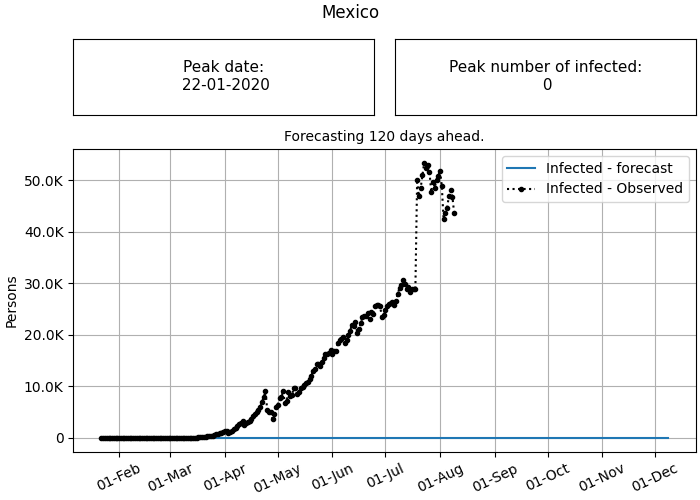 Mexico
Peak date:
22-01-2020
Peak number of infected:
0
Forecasting 120 days ahead.
Infected - forecast
Infected - Observed
50.0K
40.0K
30.0K
20.0K
10.0K
0
Persons
01-Feb
01-Mar
01-Apr
01-May
01-Jun
01-Jul
01-Aug
01-Sep
01-Oct
01-Nov
01-Dec